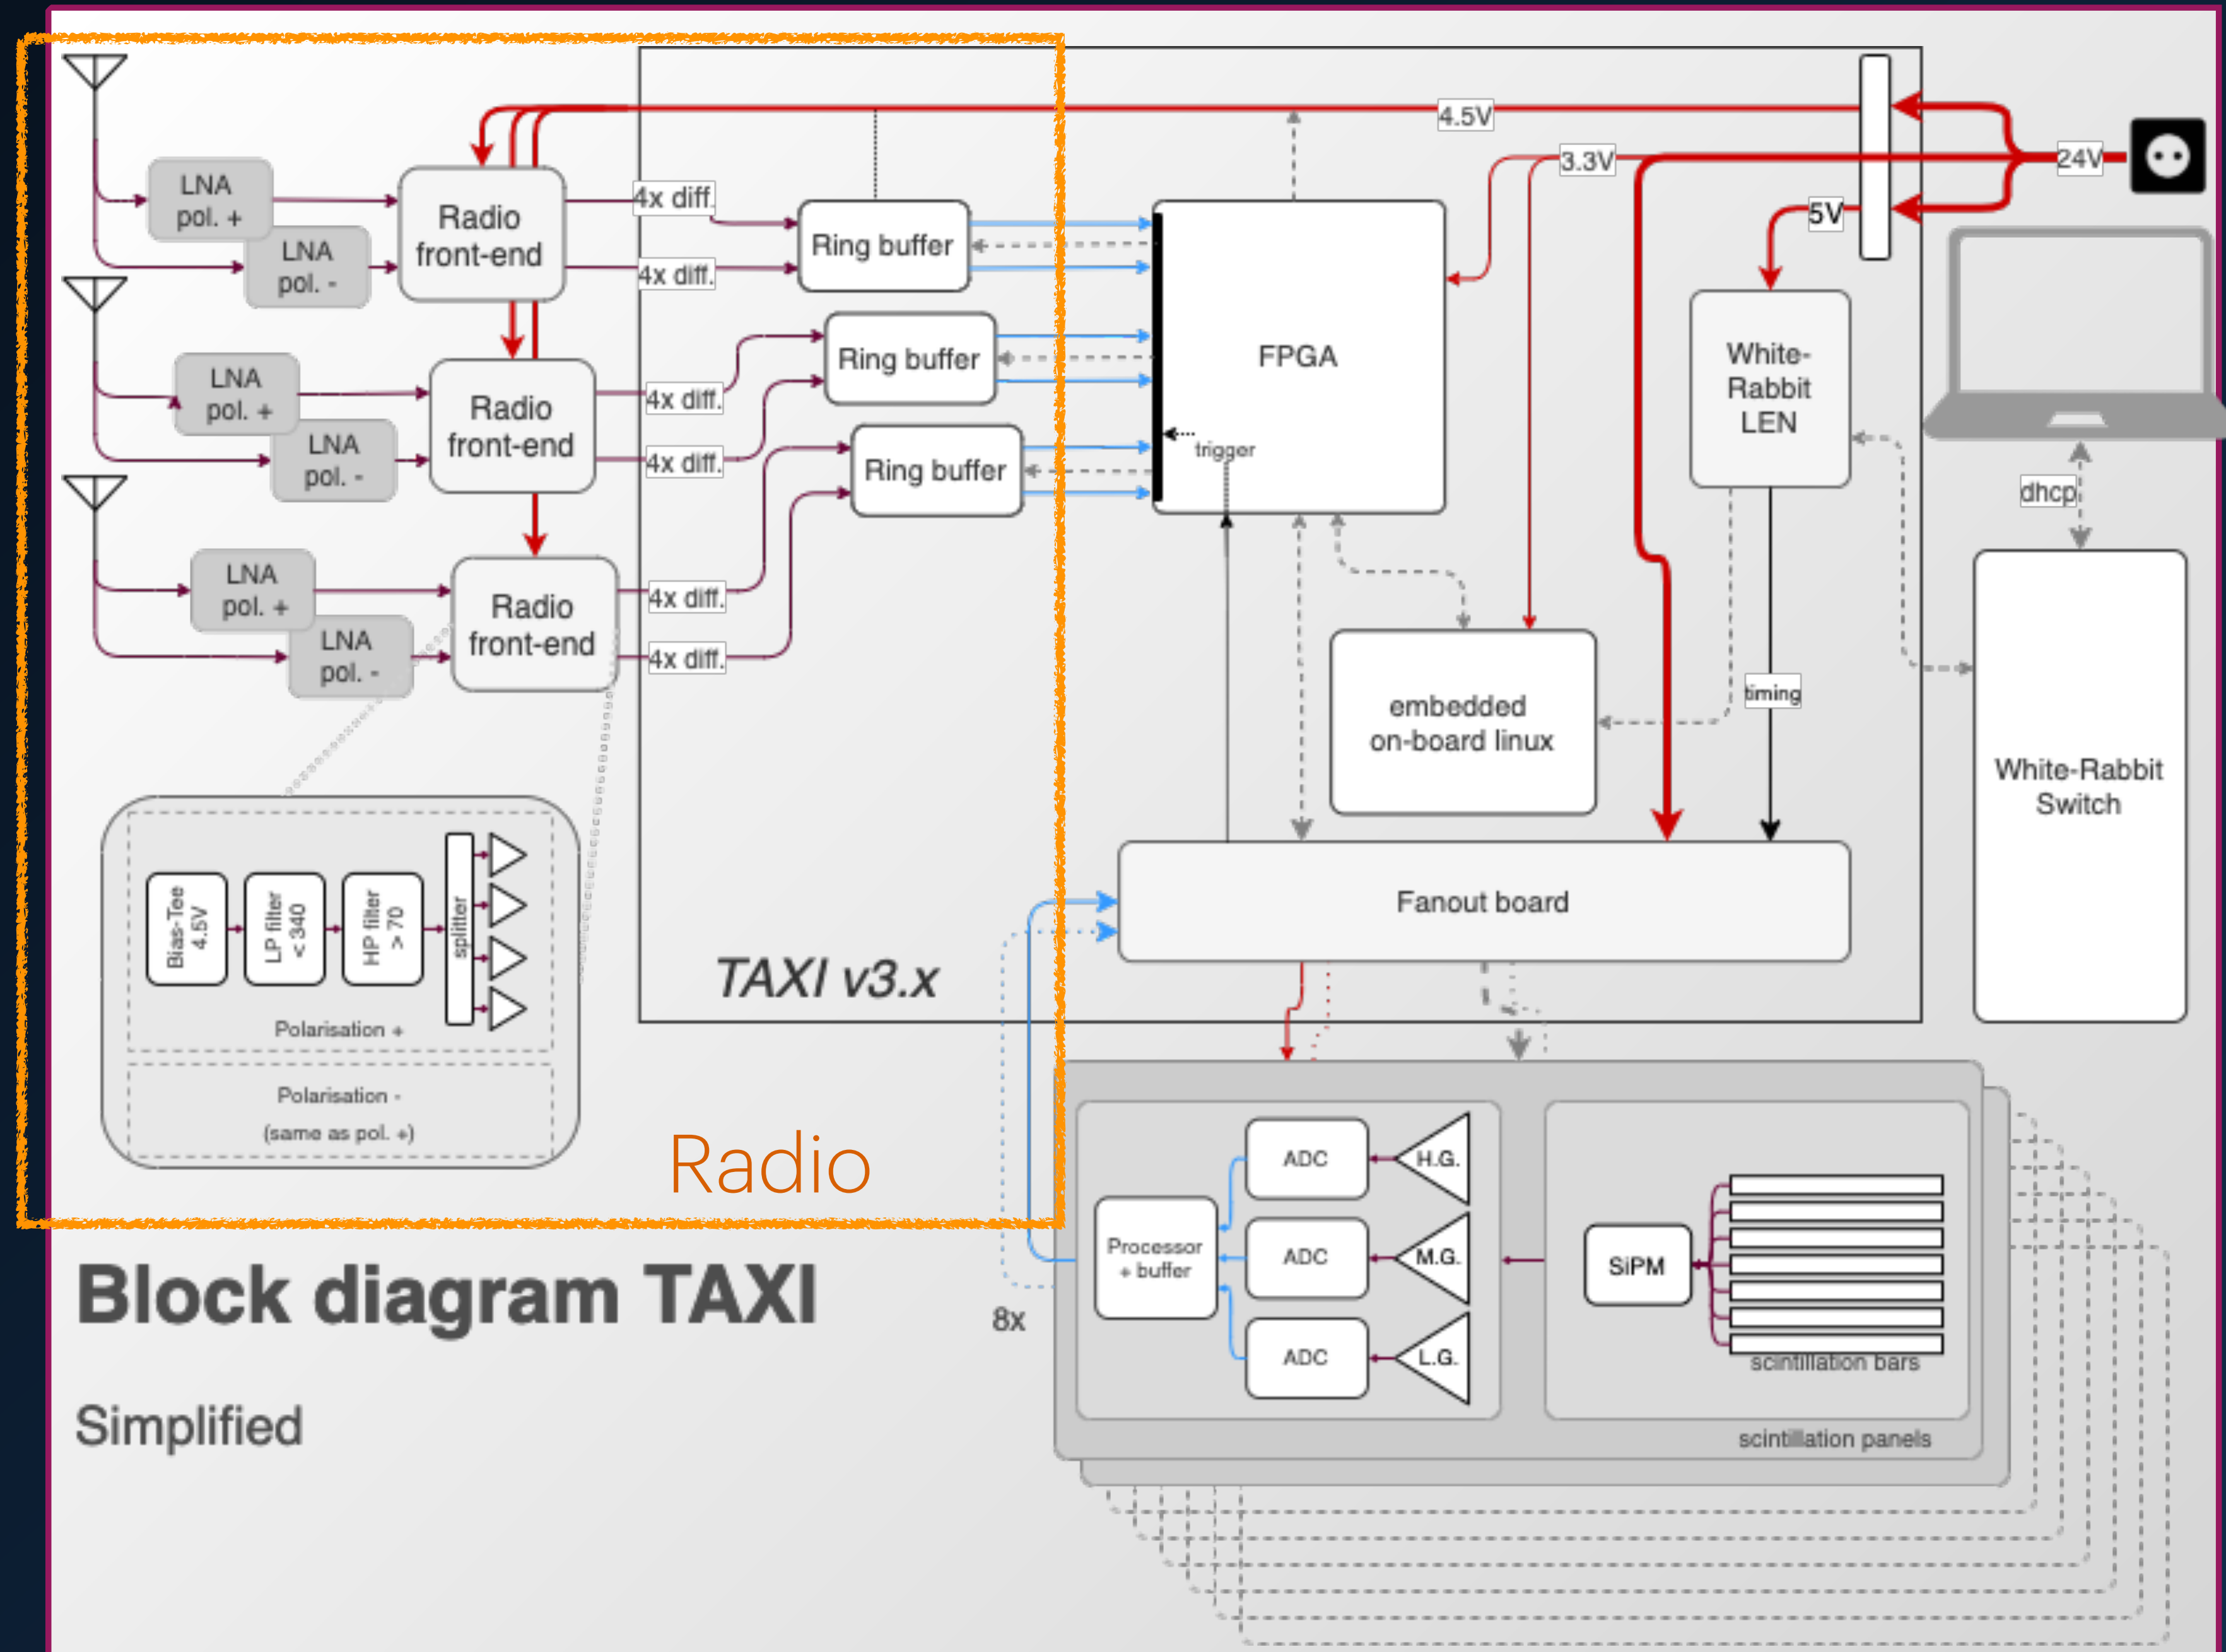 4.5V
3.3V
24V
5V
LNA
pol. +
LNA
pol. -
Radio
front-end
4x diff.
4x diff.
Ring buffer
LNA
pol. +
LNA
pol. -
Radio
front-end
4x diff.
4x diff.
Ring buffer
LNA
pol. +
LNA
pol. -
Radio
front-end
4x diff.
4x diff.
Ring buffer
FPGA
trigger
White-
Rabbit
LEN
dhcp
timing
embedded
on-board linux
White-Rabbit
Switch
Fanout board
TAXI v3.x
Bias-Tee
4.5V
LP filter
< 340
HP filter
> 70
splitter
Polarisation +
Polarisation -
(same as pol. +)
Radio
Block diagram TAXI
Simplified
8x
Processor
+ buffer
ADC
H.G.
ADC
M.G.
ADC
L.G.
SiPM
scintillation bars
scintillation panels